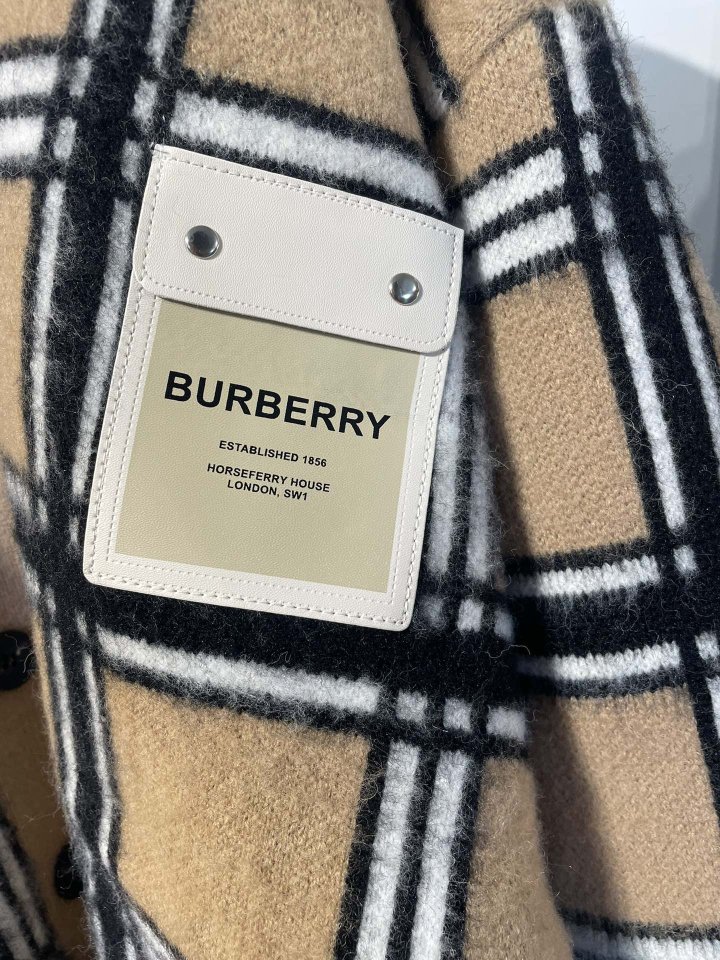 BURBERRY
ESTABLISHED 1856
HORSEFERRY HOUSE
LONDON, SW1